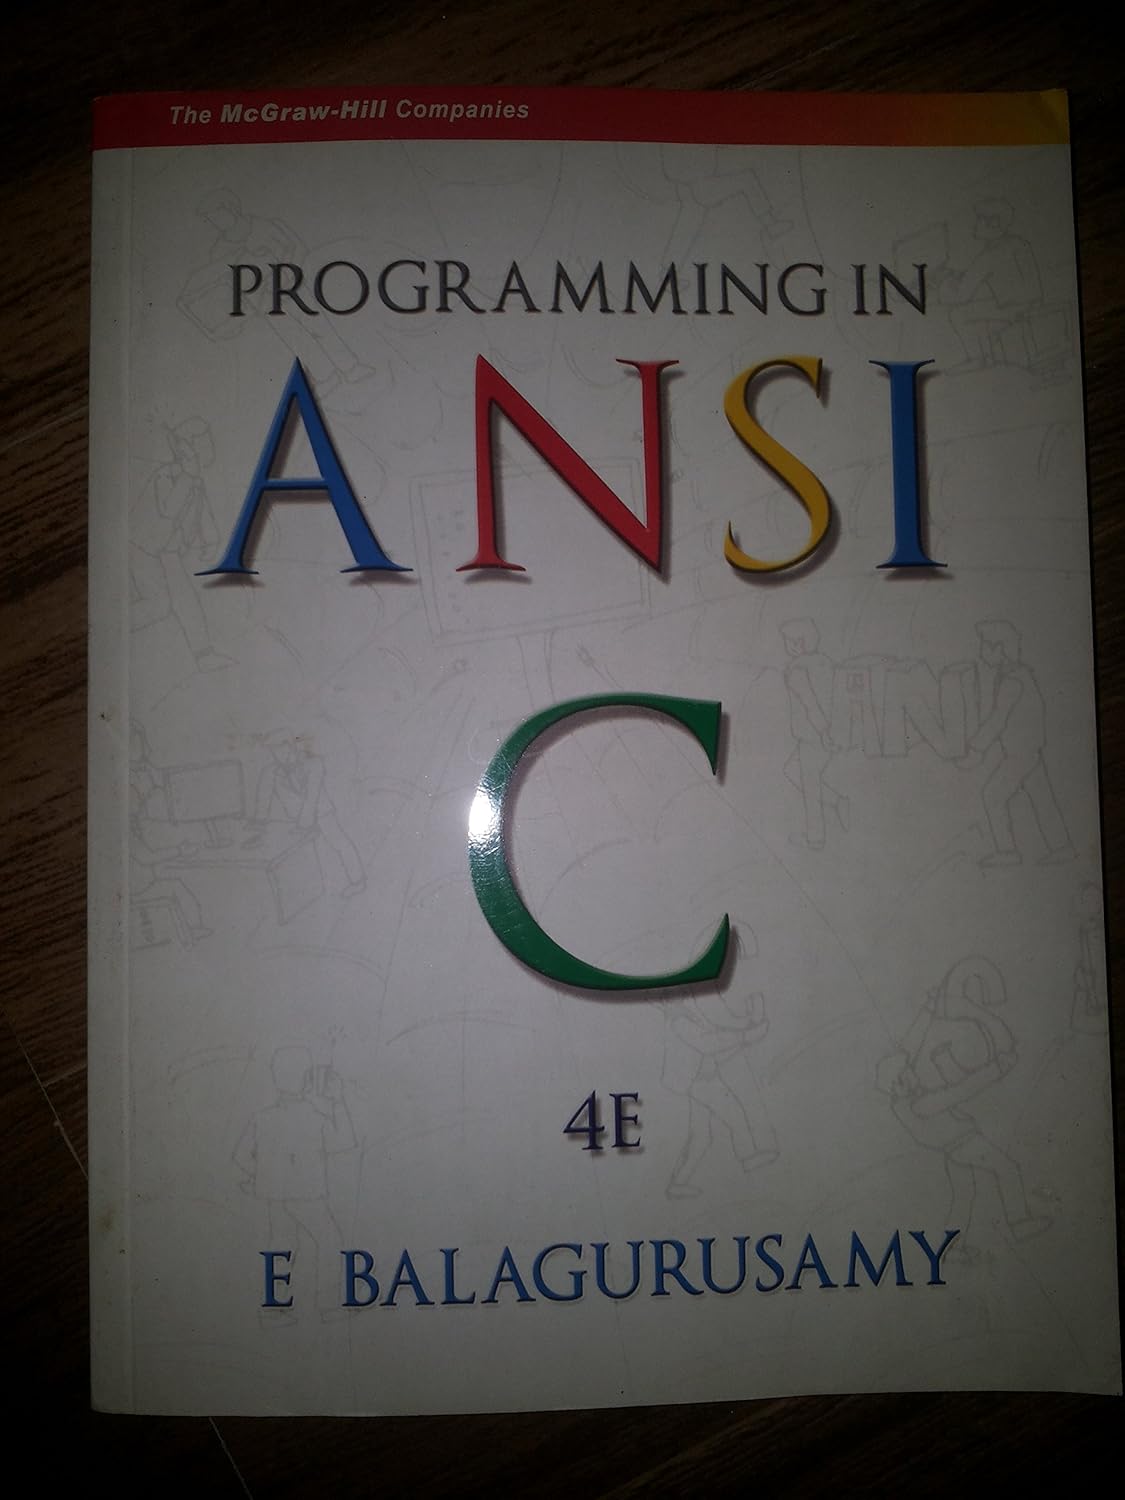 The McGraw-Hill Companies
PROGRAMMING IN
ANSI
C
4E
E BALAGURUSAMY